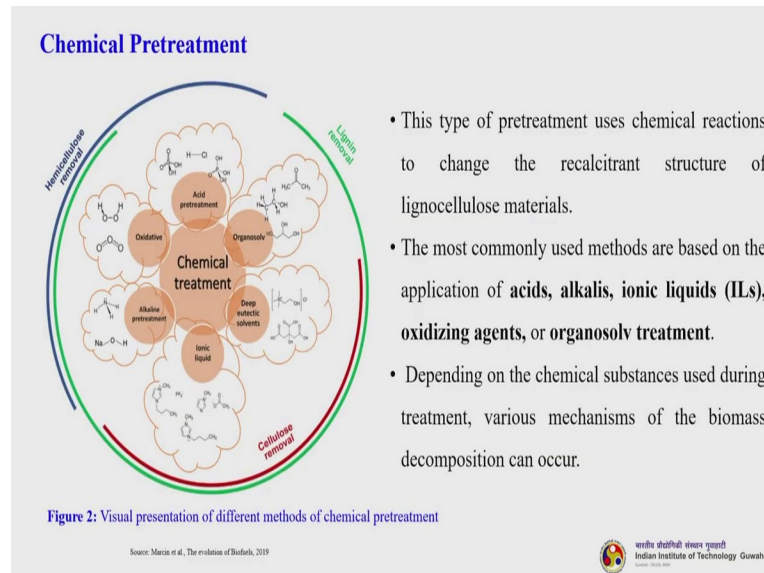 Chemical Pretreatment
Hemicellulose
removal
Lignin
removal
Acid
pretreatment
Oxidative
Organosolv
Chemical
treatment
Alkaline
pretreatment
Deep
eutectic
solvents
Ionic
liquid
Cellulose
removal
• This type of pretreatment uses chemical reactions
to change the recalcitrant structure of
lignocellulose materials.
• The most commonly used methods are based on the
application of acids, alkalis, ionic liquids (ILs),
oxidizing agents, or organosolv treatment.
• Depending on the chemical substances used during
treatment, various mechanisms of the biomass
decomposition can occur.
Figure 2: Visual presentation of different methods of chemical pretreatment
Source: Marcin et al., The evolution of Biofuels, 2019
भारतीय प्रौद्योगिकी संस्थान गुवाहाटी
Indian Institute of Technology Guwah